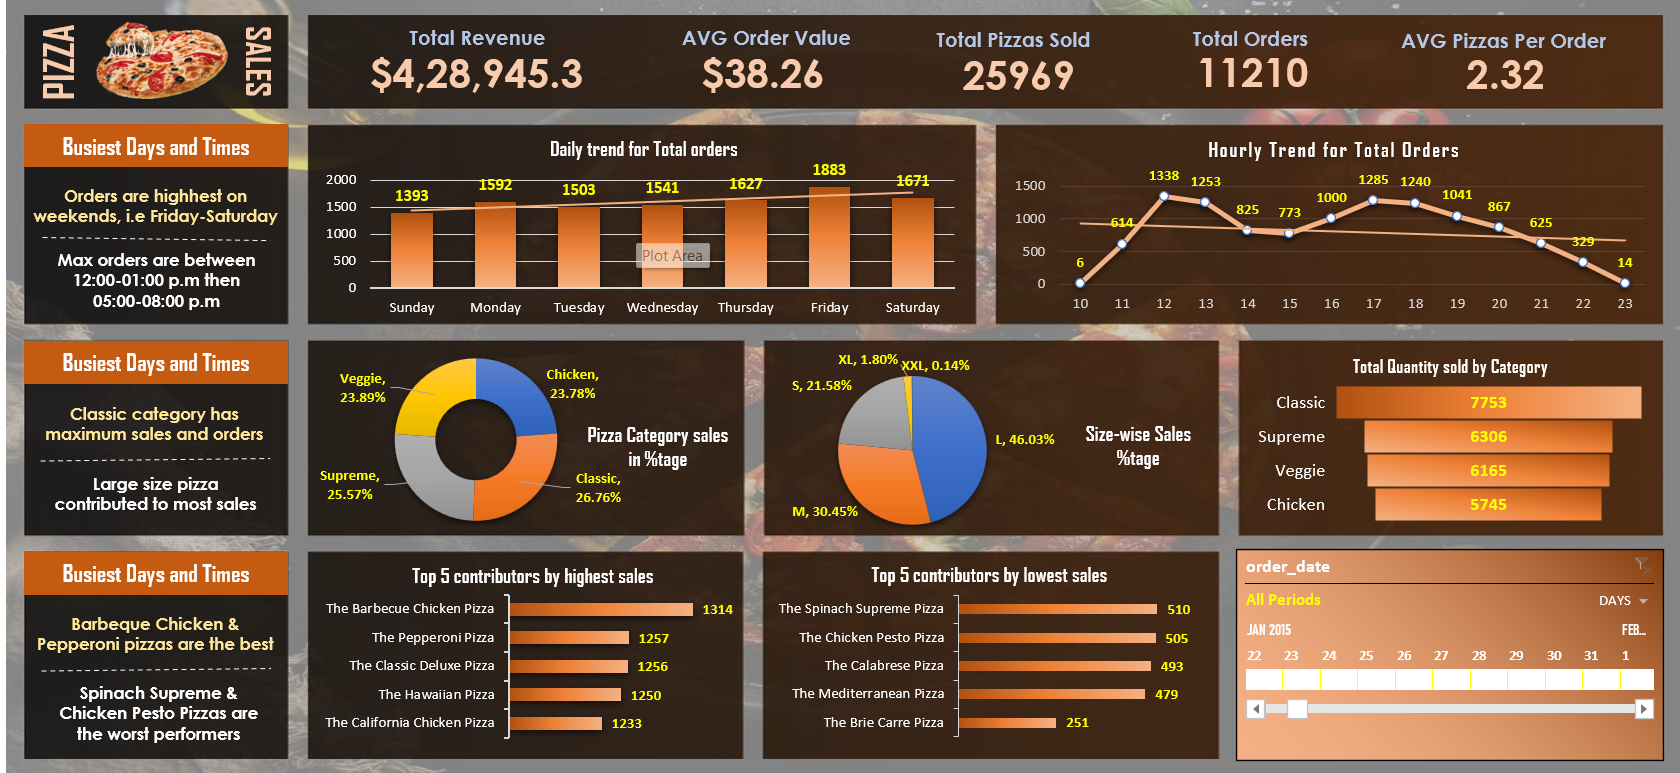 PIZZA
SALES
Total Revenue
$4,28,945.3
AVG Order Value
$38.26
Total Pizzas Sold
25969
Total Orders
11210
AVG Pizzas Per Order
2.32
Busiest Days and Times
Orders are highhest on
weekends, i.e Friday-Saturday
Max orders are between
12:00-01:00 p.m then
05:00-08:00 p.m
Daily trend for Total orders
2000
1500
1000
500
0
1393
1592
1503
1541
1627
1883
1671
Plot Area
Sunday Monday Tuesday Wednesday Thursday Friday Saturday
Hourly Trend for Total Orders
1500
1000
500
0
6
614
1338
1253
825
773
1000
1285
1240
1041
867
625
329
14
10 11 12 13 14 15 16 17 18 19 20 21 22 23
Busiest Days and Times
Classic category has
maximum sales and orders
Large size pizza
contributed to most sales
Veggie,
23.89%
Chicken,
23.78%
Supreme,
25.57%
Classic,
26.76%
Pizza Category sales
in %tage
XL, 1.80%
XXL, 0.14%
S, 21.58%
L, 46.03%
M, 30.45%
Size-wise Sales
%tage
Total Quantity sold by Category
Classic 7753
Supreme 6306
Veggie 6165
Chicken 5745
Busiest Days and Times
Barbeque Chicken &
Pepperoni pizzas are the best
Spinach Supreme &
Chicken Pesto Pizzas are
the worst performers
Top 5 contributors by highest sales
The Barbecue Chicken Pizza 1314
The Pepperoni Pizza 1257
The Classic Deluxe Pizza 1256
The Hawaiian Pizza 1250
The California Chicken Pizza 1233
Top 5 contributors by lowest sales
The Spinach Supreme Pizza 510
The Chicken Pesto Pizza 505
The Calabrese Pizza 493
The Mediterranean Pizza 479
The Brie Carre Pizza 251
order_date
All Periods
DAYS
JAN 2015 FEB...
22 23 24 25 26 27 28 29 30 31 1